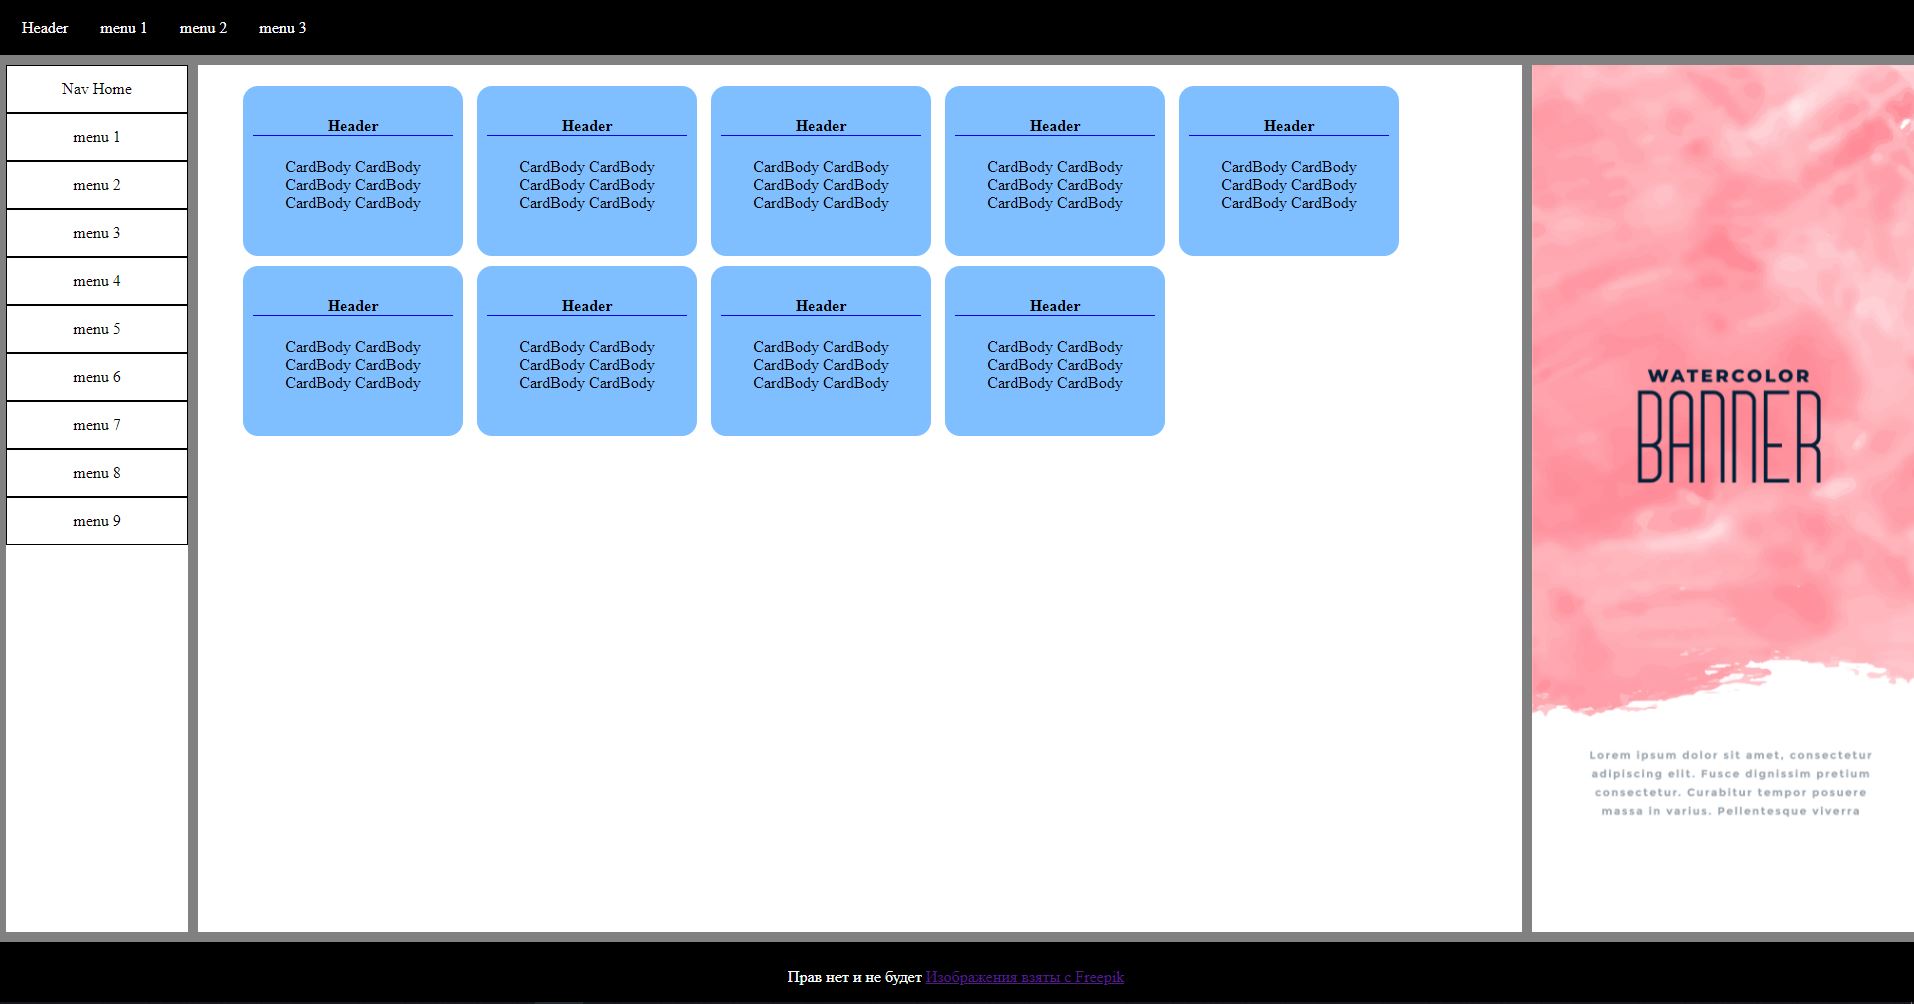 Header menu 1 menu 2 menu 3
Nav Home
menu 1
menu 2
menu 3
menu 4
menu 5
menu 6
menu 7
menu 8
menu 9
Header
CardBody CardBody
CardBody CardBody
CardBody CardBody
Header
CardBody CardBody
CardBody CardBody
CardBody CardBody
Header
CardBody CardBody
CardBody CardBody
CardBody CardBody
Header
CardBody CardBody
CardBody CardBody
CardBody CardBody
Header
CardBody CardBody
CardBody CardBody
CardBody CardBody
Header
CardBody CardBody
CardBody CardBody
CardBody CardBody
Header
CardBody CardBody
CardBody CardBody
CardBody CardBody
Header
CardBody CardBody
CardBody CardBody
CardBody CardBody
Header
CardBody CardBody
CardBody CardBody
CardBody CardBody
WATERCOLOR
BANNER
Lorem ipsum dolor sit amet, consectetur
adipiscing elit. Fusce dignissim pretium
consectetur. Curabitur tempor posuere
massa in varius. Pellentesque viverra
Прав нет и не будет Изображения взяты с Freepik